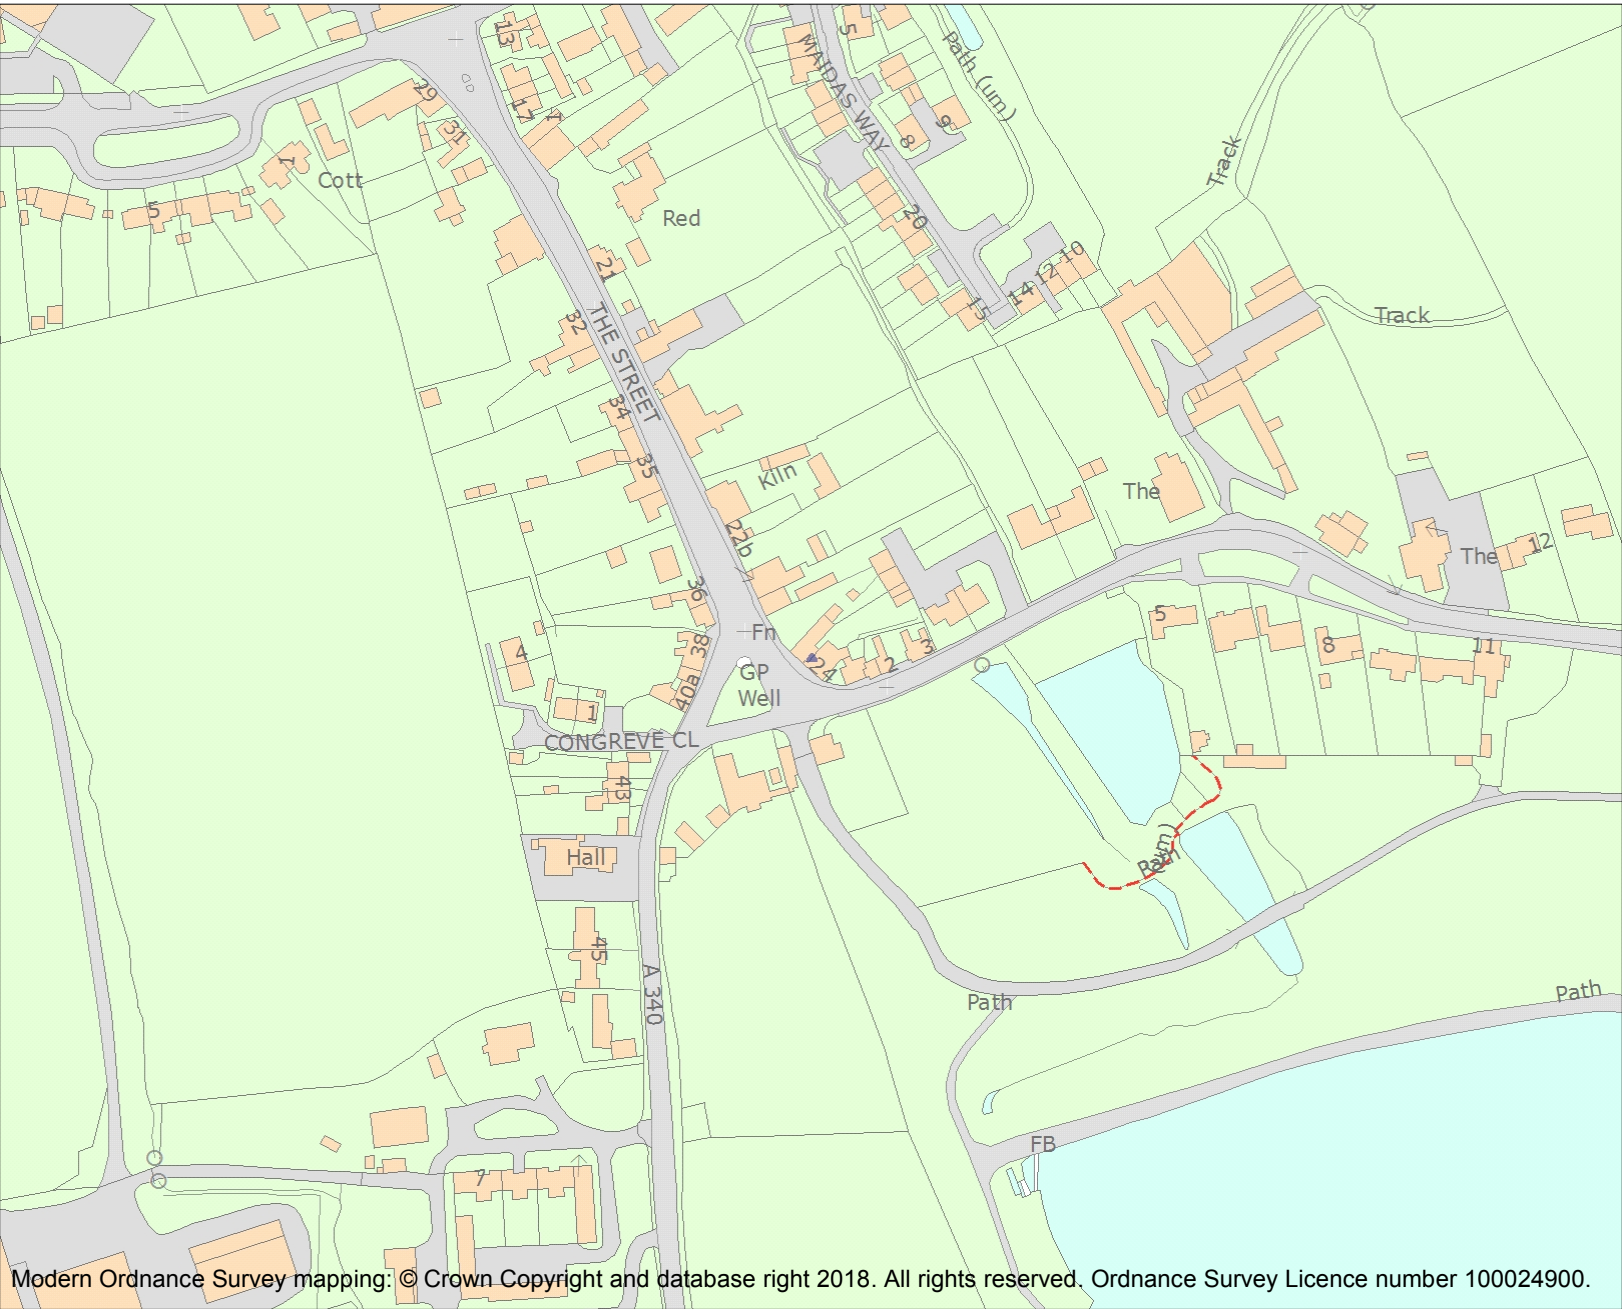 13
29
17
1
31
1
Cott
5
Red
21
32
THE STREET
34
35
Kiln
22b
36
38
40a
Fn
GP
Well
24
2
3
4
1
CONGREVE CL
43
Hall
45
A 340
7
5
MAIDAS WAY
Path (um)
8
9
20
15
14
12
10
Track
Track
The
The
12
5
8
11
Path
(um)
Path
Path
FB
Modern Ordnance Survey mapping: © Crown Copyright and database right 2018. All rights reserved. Ordnance Survey Licence number 100024900.